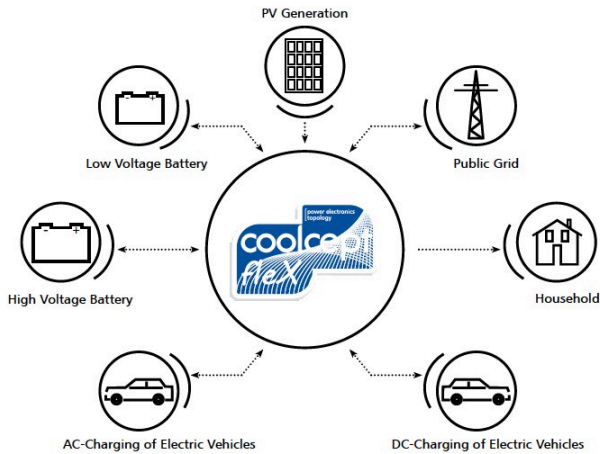 PV Generation
Low Voltage Battery
Public Grid
power electronics
topology
coolcept
fleX
High Voltage Battery
Household
AC-Charging of Electric Vehicles
DC-Charging of Electric Vehicles